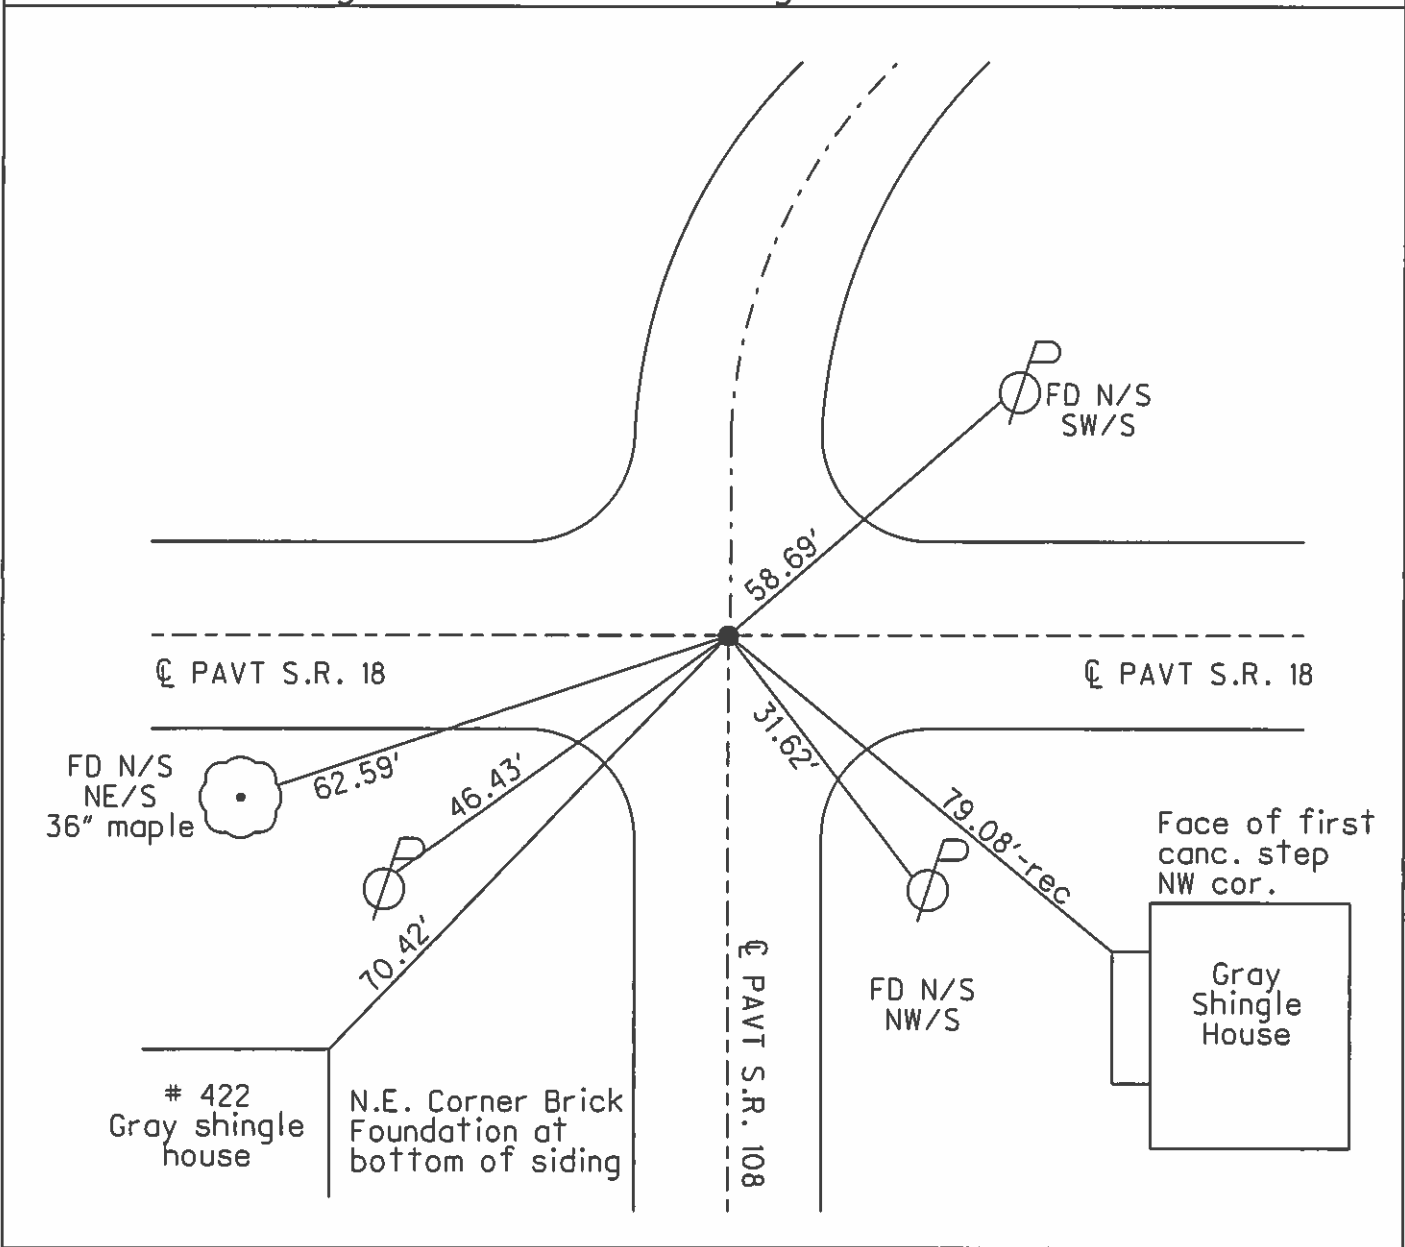 FD N/S
SW/S
58.69'
℄ PAVT S.R. 18
℄ PAVT S.R. 18
FD N/S
NE/S
36" maple
62.59'
46.43'
70.42'
31.62'
79.08'-rec
Face of first
canc. step
NW cor.
Gray
Shingle
House
FD N/S
NW/S
℄ PAVT S.R. 108
# 422
Gray shingle
house
N.E. Corner Brick
Foundation at
bottom of siding